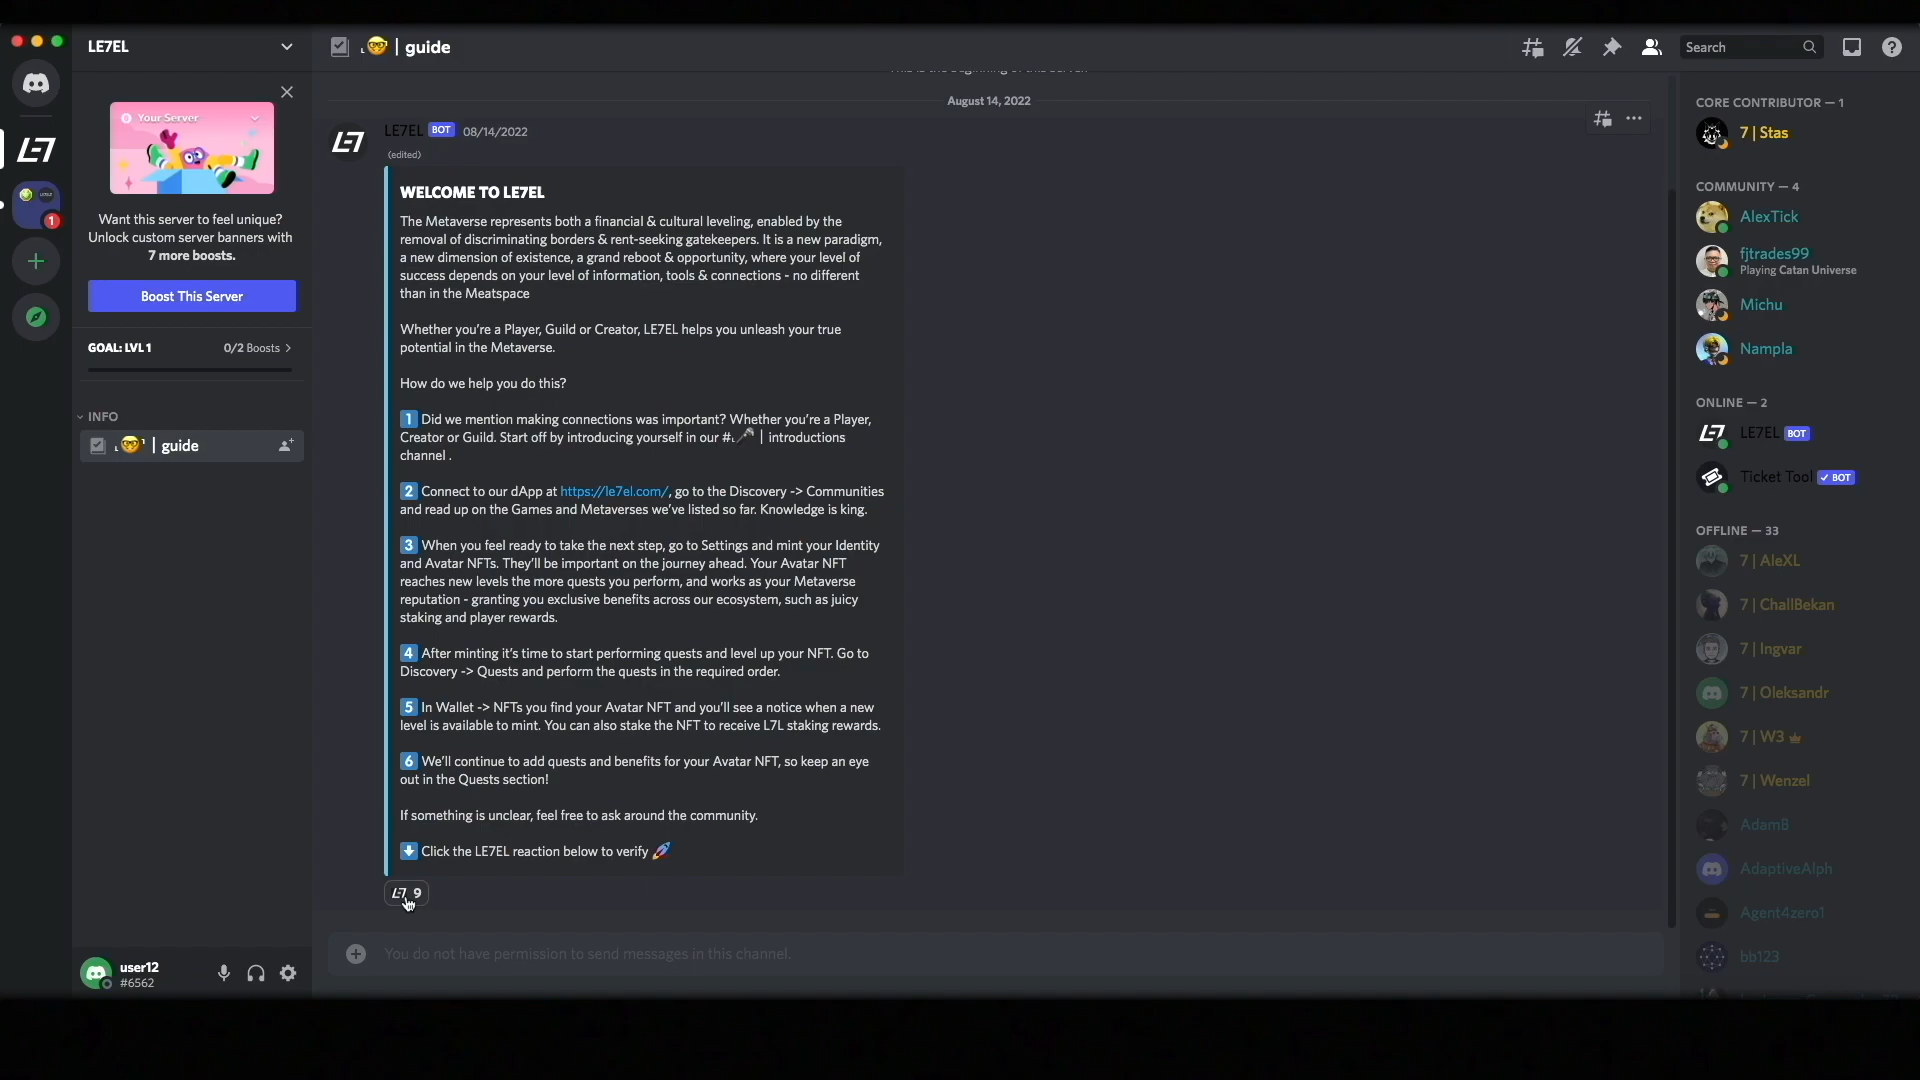 LE7EL
Your Server
Want this server to feel unique?
Unlock custom server banners with
7 more boosts.
Boost This Server
GOAL: LVL 1 0/2 Boosts >
INFO
| guide
1
user12
#6562
| guide
Search
August 14, 2022
LE7EL BOT 08/14/2022
(edited)
WELCOME TO LE7EL
The Metaverse represents both a financial & cultural leveling, enabled by the
removal of discriminating borders & rent-seeking gatekeepers. It is a new paradigm,
a new dimension of existence, a grand reboot & opportunity, where your level of
success depends on your level of information, tools & connections - no different
than in the Meatspace
Whether you're a Player, Guild or Creator, LE7EL helps you unleash your true
potential in the Metaverse.
How do we help you do this?
1 Did we mention making connections was important? Whether you're a Player,
Creator or Guild. Start off by introducing yourself in our #🎤 | introductions
channel .
2 Connect to our dApp at https://le7el.com/, go to the Discovery -> Communities
and read up on the Games and Metaverses we've listed so far. Knowledge is king.
3 When you feel ready to take the next step, go to Settings and mint your Identity
and Avatar NFTs. They'll be important on the journey ahead. Your Avatar NFT
reaches new levels the more quests you perform, and works as your Metaverse
reputation - granting you exclusive benefits across our ecosystem, such as juicy
staking and player rewards.
4 After minting it's time to start performing quests and level up your NFT. Go to
Discovery -> Quests and perform the quests in the required order.
5 In Wallet -> NFTs you find your Avatar NFT and you'll see a notice when a new
level is available to mint. You can also stake the NFT to receive L7L staking rewards.
6 We'll continue to add quests and benefits for your Avatar NFT, so keep an eye
out in the Quests section!
If something is unclear, feel free to ask around the community.
Click the LE7EL reaction below to verify 🚀
9
You do not have permission to send messages in this channel.
CORE CONTRIBUTOR — 1
7 | Stas
COMMUNITY — 4
AlexTick
fjtrades99
Playing Catan Universe
Michu
Nampla
ONLINE — 2
LE7EL BOT
Ticket Tool ✓ BOT
OFFLINE — 33
7 | AleXL
7 | ChallBekan
7 | Ingvar
7 | Oleksandr
7 | W3
7 | Wenzel
AdamB
AdaptiveAlph
Agent4zero1
bb123